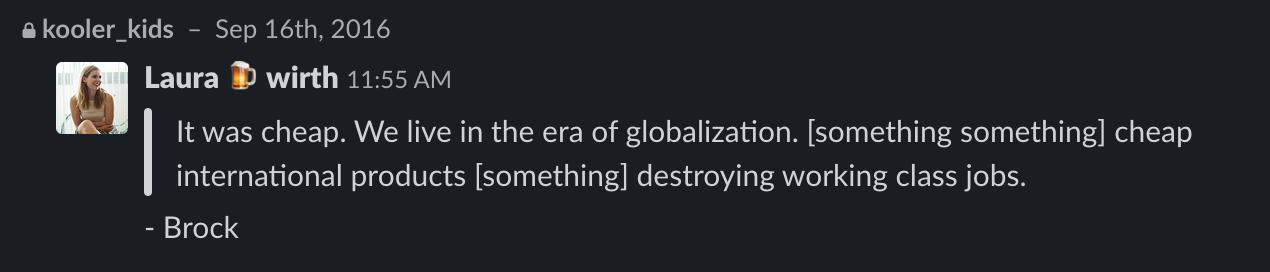 kooler_kids – Sep 16th, 2016
Laura 🍺 wirth 11:55 AM
It was cheap. We live in the era of globalization. [something something] cheap
international products [something] destroying working class jobs.
- Brock